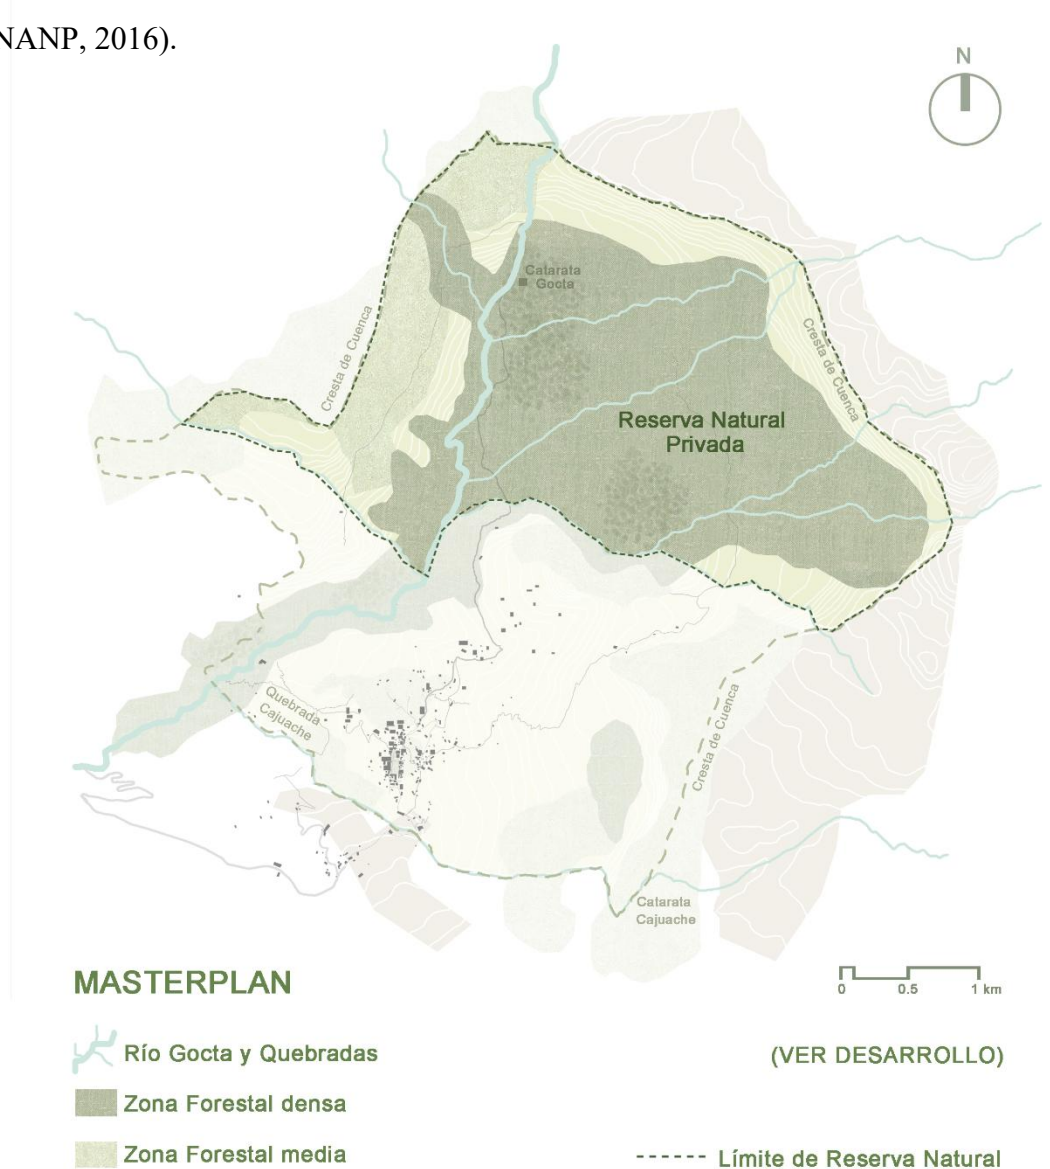 NANP, 2016).
N
Catarata
Gocta
Cresta de Cuenca
Cresta de Cuenca
Reserva Natural
Privada
Quebrada
Cajuache
Cresta de Cuenca
Catarata
Cajuache
MASTERPLAN
0 0.5 1 km
Río Gocta y Quebradas
(VER DESARROLLO)
Zona Forestal densa
Zona Forestal media
Límite de Reserva Natural